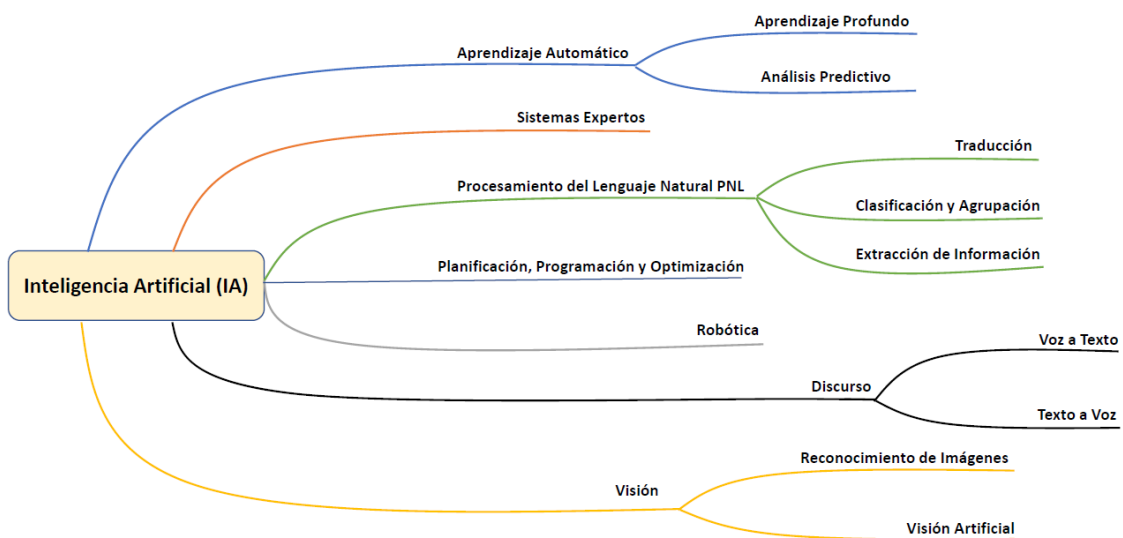 Aprendizaje Profundo
Aprendizaje Automático
Análisis Predictivo
Sistemas Expertos
Traducción
Procesamiento del Lenguaje Natural PNL
Clasificación y Agrupación
Extracción de Información
Planificación, Programación y Optimización
Inteligencia Artificial (IA)
Robótica
Voz a Texto
Discurso
Texto a Voz
Reconocimiento de Imágenes
Visión
Visión Artificial